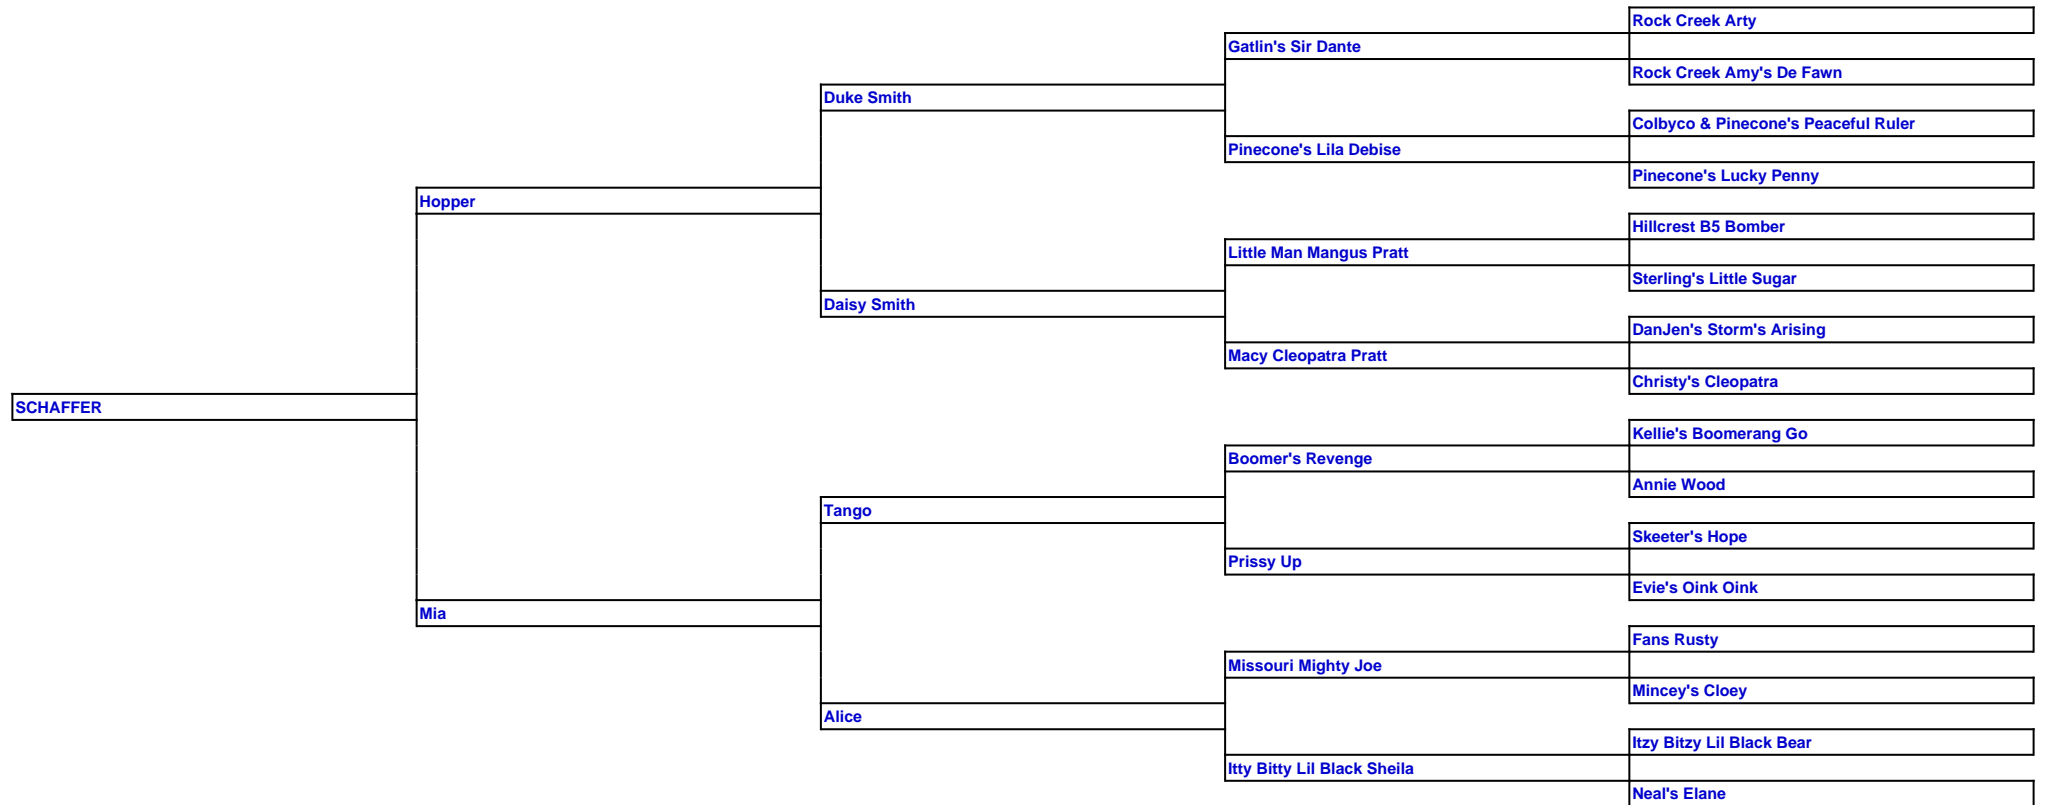 Rock Creek Arty
Gatlin's Sir Dante
Rock Creek Amy's De Fawn
Duke Smith
Colbyco & Pinecone's Peaceful Ruler
Pinecone's Lila Debise
Pinecone's Lucky Penny
Hopper
Hillcrest B5 Bomber
Little Man Mangus Pratt
Sterling's Little Sugar
Daisy Smith
DanJen's Storm's Arising
Macy Cleopatra Pratt
Christy's Cleopatra
SCHAFFER
Kellie's Boomerang Go
Boomer's Revenge
Annie Wood
Tango
Skeeter's Hope
Prissy Up
Evie's Oink Oink
Mia
Fans Rusty
Missouri Mighty Joe
Mincey's Cloey
Alice
Itzy Bitzy Lil Black Bear
Itty Bitty Lil Black Sheila
Neal's Elane